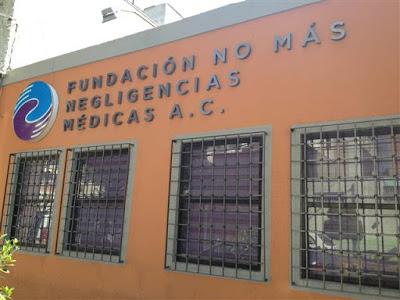 FUNDACIÓN NO MÁS
NEGLIGENCIAS
MÉDICAS A.C.